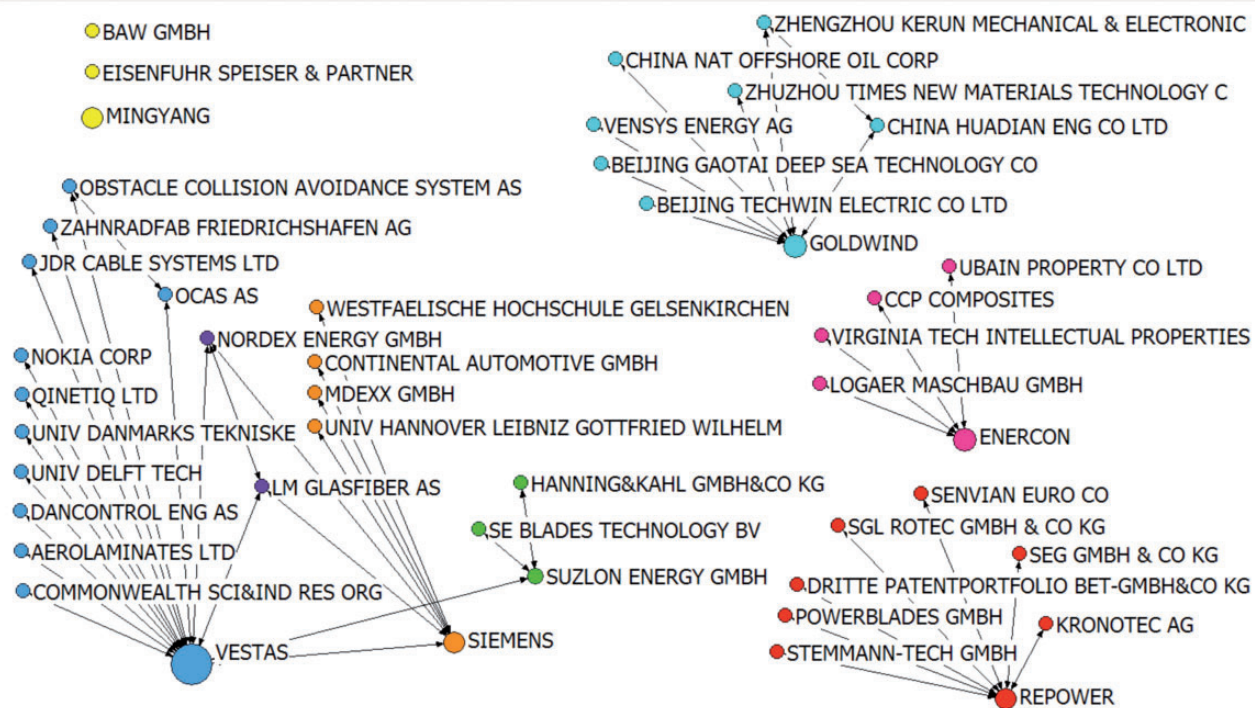 BAW GMBH
EISENFUHR SPEISER & PARTNER
MINGYANG
ZHENGZHOU KERUN MECHANICAL & ELECTRONIC
CHINA NAT OFFSHORE OIL CORP
ZHUZHOU TIMES NEW MATERIALS TECHNOLOGY C
VENSYS ENERGY AG
CHINA HUADIAN ENG CO LTD
BEIJING GAOTAI DEEP SEA TECHNOLOGY CO
BEIJING TECHWIN ELECTRIC CO LTD
GOLDWIND
OBSTACLE COLLISION AVOIDANCE SYSTEM AS
ZAHNRADFAB FRIEDRICHSHAFEN AG
JDR CABLE SYSTEMS LTD
OCAS AS
NORDEX ENERGY GMBH
NOKIA CORP
QINETIQ LTD
UNIV DANMARKS TEKNISKE
UNIV DELFT TECH
LM GLASFIBER AS
DANCONTROL ENG AS
AEROLAMINATES LTD
COMMONWEALTH SCI&IND RES ORG
VESTAS
WESTFAELISCHE HOCHSCHULE GELSENKIRCHEN
CONTINENTAL AUTOMOTIVE GMBH
MDEXX GMBH
UNIV HANNOVER LEIBNIZ GOTTFRIED WILHELM
SIEMENS
HANNING&KAHL GMBH&CO KG
SE BLADES TECHNOLOGY BV
SUZLON ENERGY GMBH
UBAIN PROPERTY CO LTD
CCP COMPOSITES
VIRGINIA TECH INTELLECTUAL PROPERTIES
LOGAER MASCHBAU GMBH
ENERCON
SENVIAN EURO CO
SGL ROTEC GMBH & CO KG
SEG GMBH & CO KG
DRITTE PATENTPORTFOLIO BET-GMBH&CO KG
POWERBLADES GMBH
KRONOTEC AG
STEMMANN-TECH GMBH
REPOWER